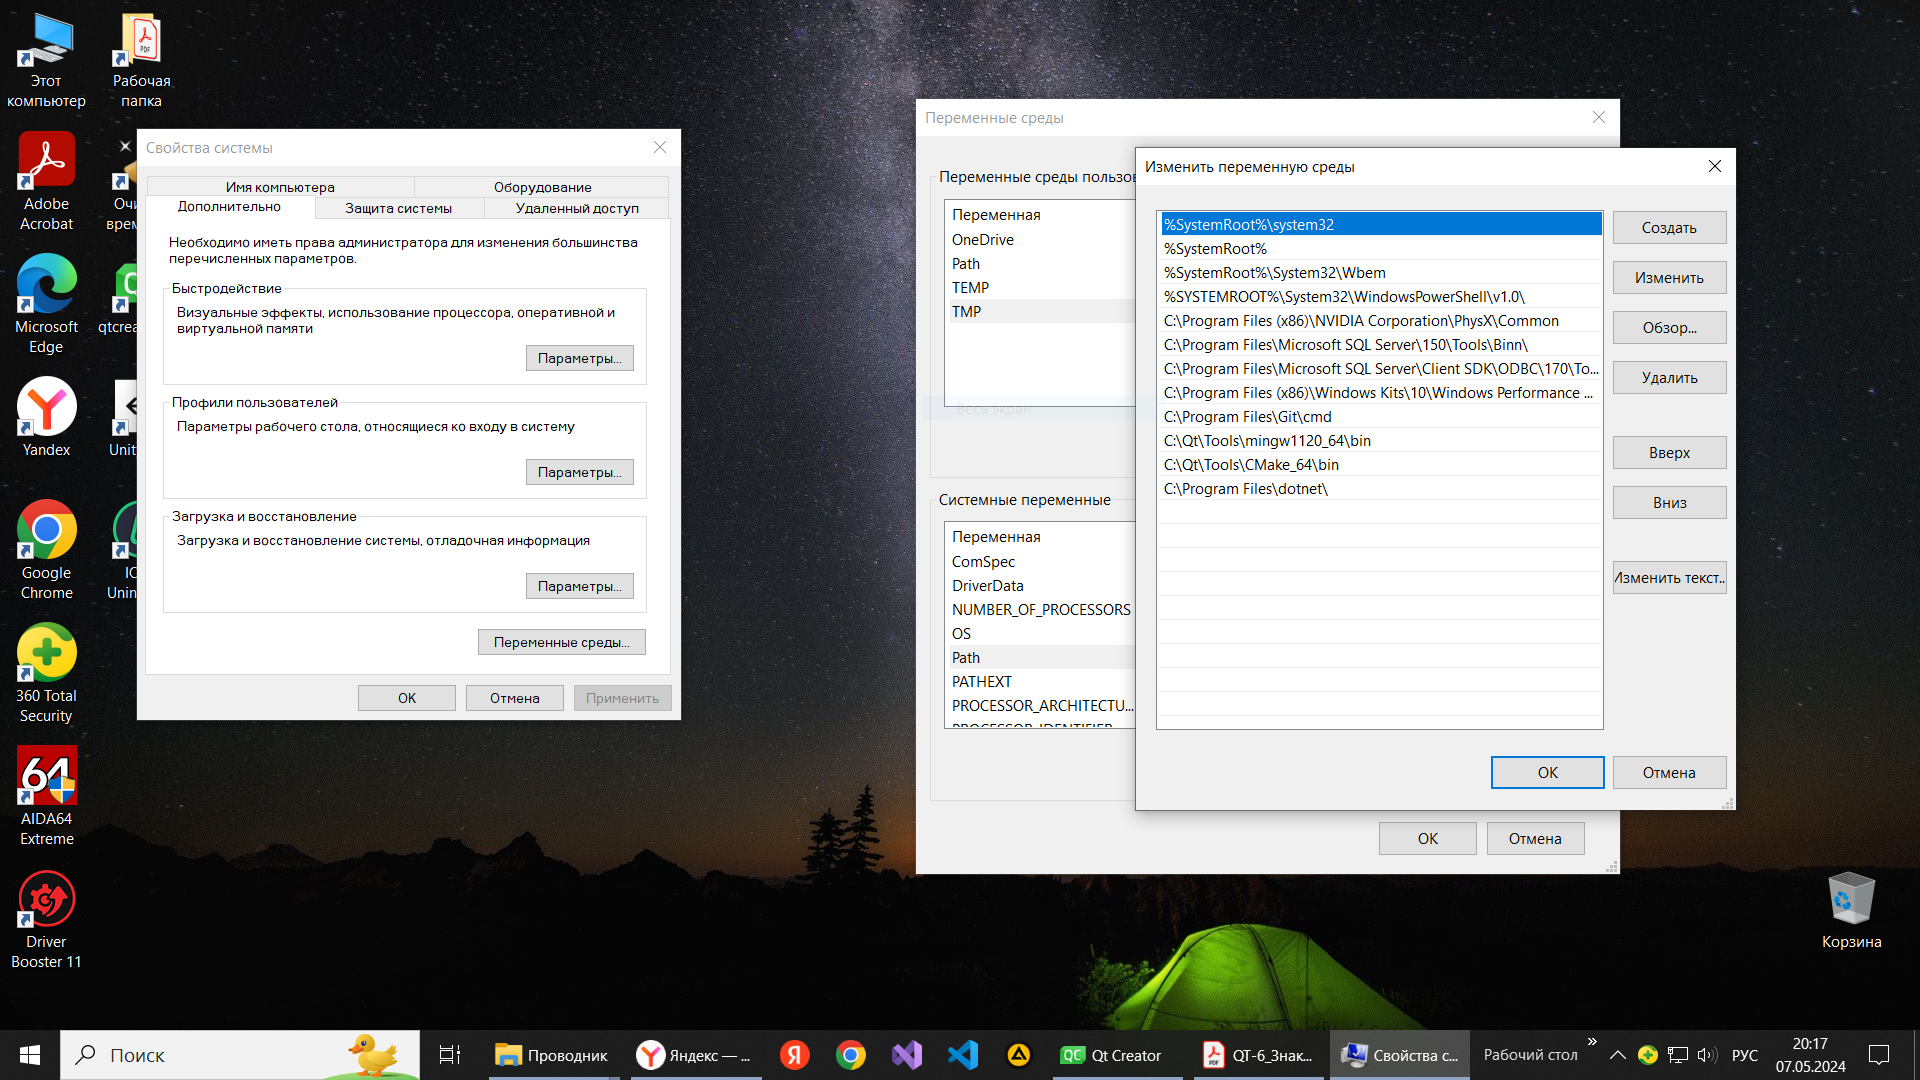 Этот
компьютер
Рабочая
папка
Adobe
Acrobat
Microsoft
Edge
Yandex
Google
Chrome
360 Total
Security
AIDA64
Extreme
Driver
Booster 11
Свойства системы
Имя компьютера
Оборудование
Дополнительно
Защита системы
Удаленный доступ
Необходимо иметь права администратора для изменения большинства
перечисленных параметров.
Быстродействие
Визуальные эффекты, использование процессора, оперативной и
виртуальной памяти
Параметры...
Профили пользователей
Параметры рабочего стола, относящиеся ко входу в систему
Параметры...
Загрузка и восстановление
Загрузка и восстановление системы, отладочная информация
Параметры...
Переменные среды...
ОК
Отмена
Применить
Переменные среды
Переменные среды пользов
Переменная
OneDrive
Path
TEMP
TMP
Весь экран
Системные переменные
Переменная
ComSpec
DriverData
NUMBER_OF_PROCESSORS
OS
Path
PATHEXT
PROCESSOR_ARCHITECTU...
PROCESSOR_IDENTIFIER
ОК
Отмена
Изменить переменную среды
%SystemRoot%\system32
%SystemRoot%
%SystemRoot%\System32\Wbem
%SYSTEMROOT%\System32\WindowsPowerShell\v1.0\
C:\Program Files (x86)\NVIDIA Corporation\PhysX\Common
C:\Program Files\Microsoft SQL Server\150\Tools\Binn\
C:\Program Files\Microsoft SQL Server\Client SDK\ODBC\170\To...
C:\Program Files (x86)\Windows Kits\10\Windows Performance ...
C:\Program Files\Git\cmd
C:\Qt\Tools\mingw1120_64\bin
C:\Qt\Tools\CMake_64\bin
C:\Program Files\dotnet\
Создать
Изменить
Обзор...
Удалить
Вверх
Вниз
Изменить текст..
ОК
Отмена
Очи
врем
qtcrea
Unit
IO
Unin
64
Корзина
Поиск
Проводник
Яндекс — ...
Я
QC Qt Creator
QT-6_Знак...
Свойства с...
Рабочий стол
»
РУС
20:17
07.05.2024